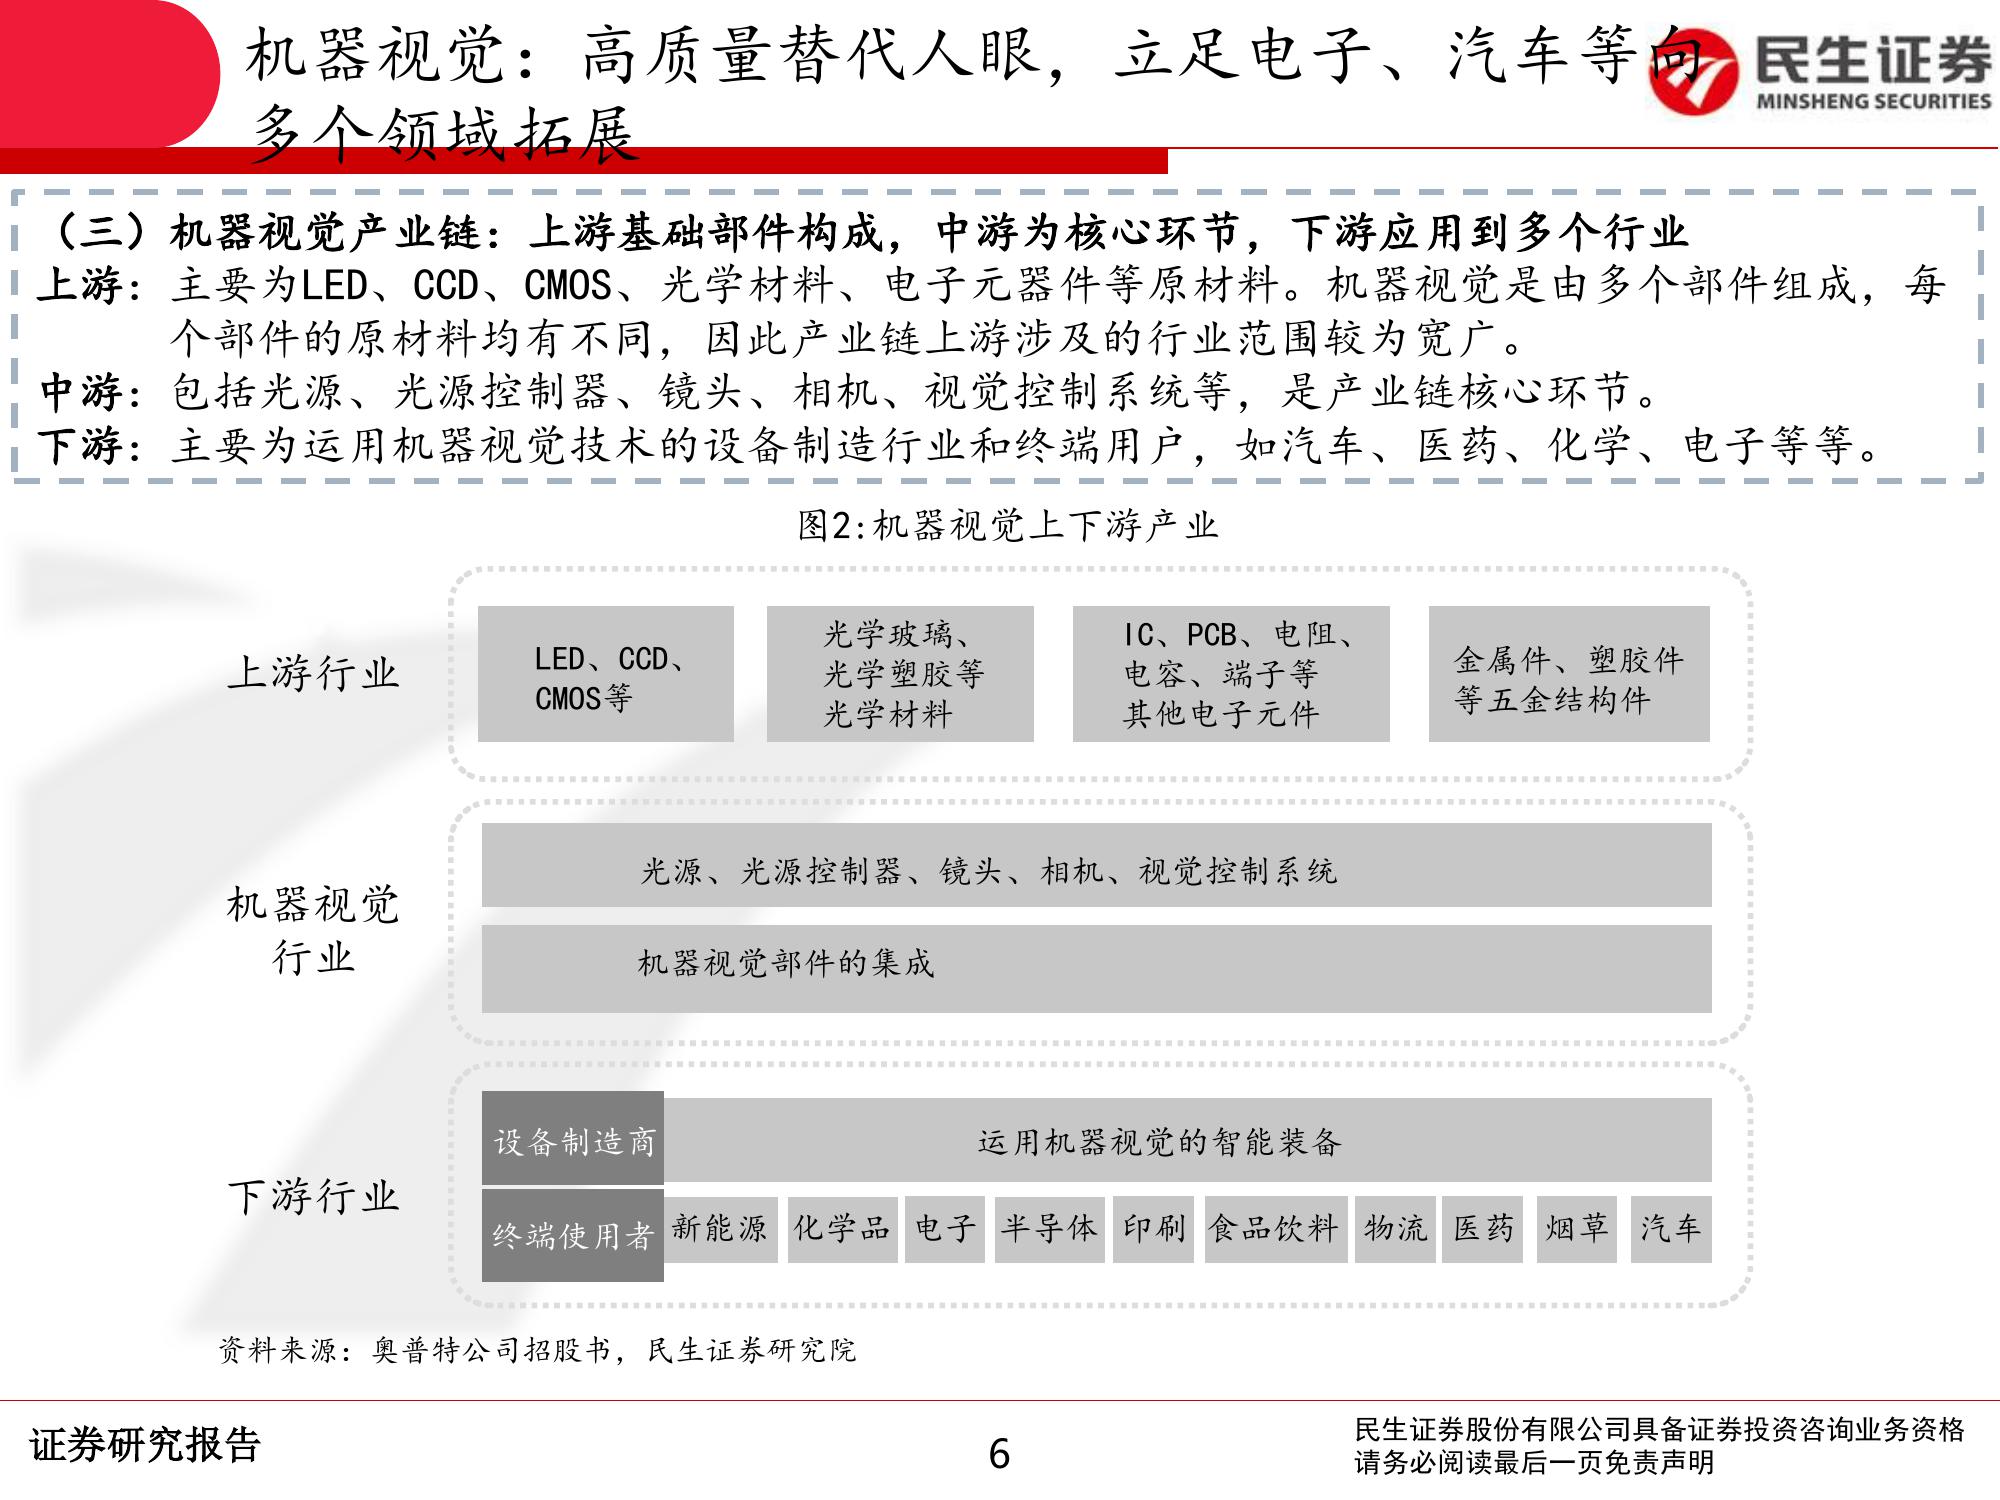 机器视觉：高质量替代人眼，立足电子、汽车等向
多个领域拓展
民生证券
MINSHENG SECURITIES
（三）机器视觉产业链：上游基础部件构成，中游为核心环节，下游应用到多个行业
上游：主要为LED、CCD、CMOS、光学材料、电子元器件等原材料。机器视觉是由多个部件组成，每
个部件的原材料均有不同，因此产业链上游涉及的行业范围较为宽广。
中游：包括光源、光源控制器、镜头、相机、视觉控制系统等，是产业链核心环节。
下游：主要为运用机器视觉技术的设备制造行业和终端用户，如汽车、医药、化学、电子等等。
图2:机器视觉上下游产业
上游行业
LED、CCD、
CMOS等
光学玻璃、
光学塑胶等
光学材料
IC、PCB、电阻、
电容、端子等
其他电子元件
金属件、塑胶件
等五金结构件
机器视觉
行业
光源、光源控制器、镜头、相机、视觉控制系统
机器视觉部件的集成
下游行业
设备制造商
运用机器视觉的智能装备
终端使用者
新能源
化学品
电子
半导体
印刷
食品饮料
物流
医药
烟草
汽车
资料来源：奥普特公司招股书，民生证券研究院
证券研究报告
6
民生证券股份有限公司具备证券投资咨询业务资格
请务必阅读最后一页免责声明